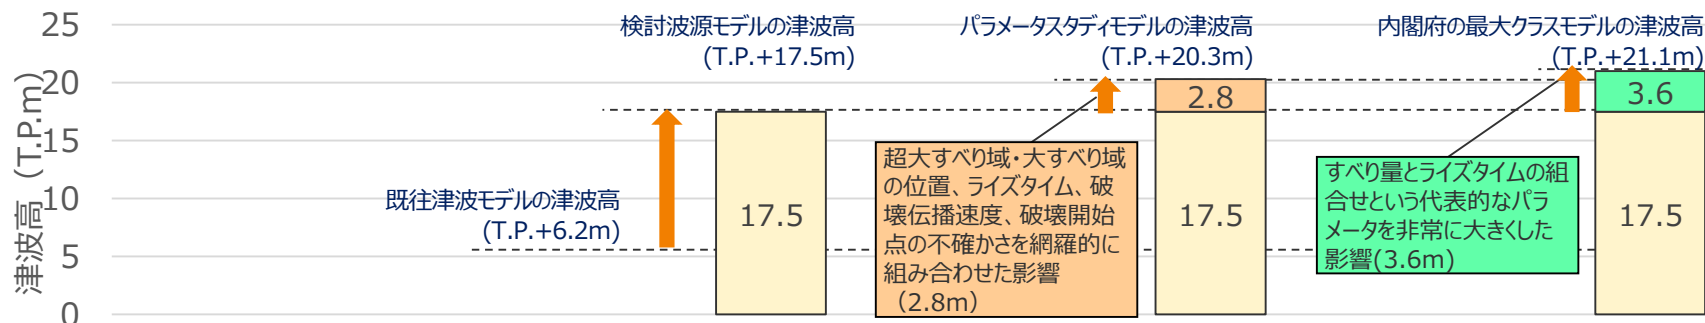 25
20
15
10
5
0
津波高 (T.P.m)
既往津波モデルの津波高
(T.P.+6.2m)
検討波源モデルの津波高
(T.P.+17.5m)
17.5
パラメータスタディモデルの津波高
(T.P.+20.3m)
2.8
17.5
超大すべり域・大すべり域
の位置、ライズタイム、破
壊伝播速度、破壊開始
点の不確かさを網羅的に
組み合わせた影響
（2.8m）
内閣府の最大クラスモデルの津波高
(T.P.+21.1m)
3.6
17.5
すべり量とライズタイムの組
合せという代表的なパラ
メータを非常に大きくした
影響(3.6m)